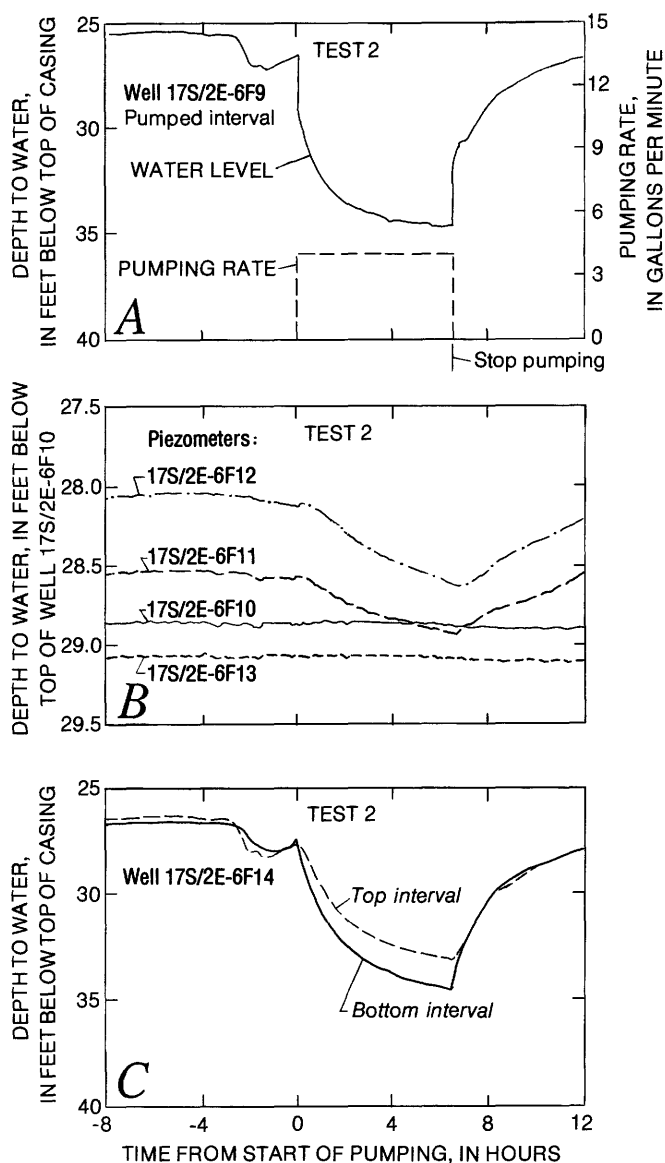 DEPTH TO WATER,
IN FEET BELOW TOP OF CASING
25
30
35
40
TEST 2
Well 17S/2E-6F9
Pumped interval
WATER LEVEL
PUMPING RATE
A
15
12
9
6
3
0
PUMPING RATE,
IN GALLONS PER MINUTE
Stop pumping
DEPTH TO WATER, IN FEET BELOW
TOP OF WELL 17S/2E-6F10
27.5
28.0
28.5
29.0
29.5
Piezometers:
TEST 2
17S/2E-6F12
17S/2E-6F11
17S/2E-6F10
17S/2E-6F13
B
DEPTH TO WATER,
IN FEET BELOW TOP OF CASING
25
30
35
40
TEST 2
Well 17S/2E-6F14
Top interval
Bottom interval
C
-8 -4 0 4 8 12
TIME FROM START OF PUMPING, IN HOURS